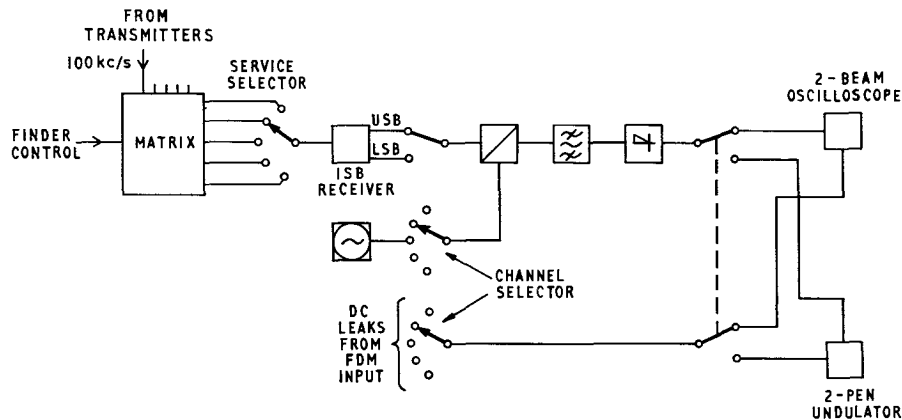 FROM
TRANSMITTERS
100kc/s
SERVICE
SELECTOR
2-BEAM
OSCILLOSCOPE
FINDER
CONTROL
MATRIX
USB
LSB
ISB
RECEIVER
CHANNEL
SELECTOR
DC
LEAKS
FROM
FDM
INPUT
2-PEN
UNDULATOR